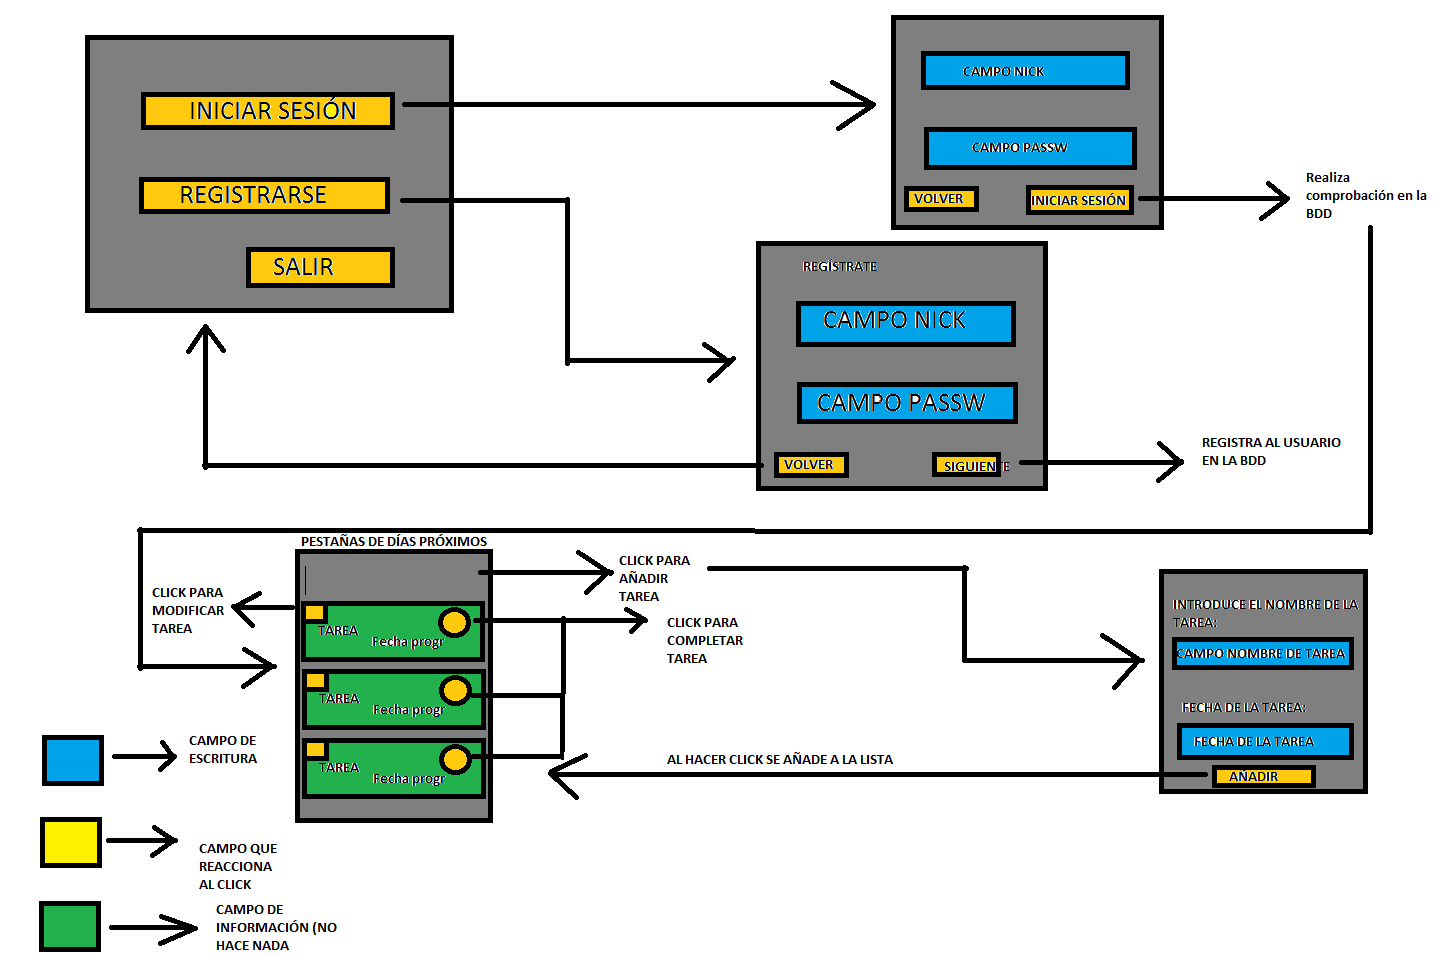 INICIAR SESIÓN
REGISTRARSE
SALIR
CAMPO NICK
CAMPO PASSW
VOLVER
INICIAR SESIÓN
Realiza
comprobación en la
BDD
REGÍSTRATE
CAMPO NICK
CAMPO PASSW
VOLVER
SIGUIENTE
REGISTRA AL USUARIO
EN LA BDD
PESTAÑAS DE DÍAS PRÓXIMOS
CLICK PARA
AÑADIR
TAREA
CLICK PARA
MODIFICAR
TAREA
TAREA
Fecha progr
CLICK PARA
COMPLETAR
TAREA
TAREA
Fecha progr
TAREA
Fecha progr
INTRODUCE EL NOMBRE DE LA
TAREA:
CAMPO NOMBRE DE TAREA
FECHA DE LA TAREA:
FECHA DE LA TAREA
AÑADIR
AL HACER CLICK SE AÑADE A LA LISTA
CAMPO DE
ESCRITURA
CAMPO QUE
REACCIONA
AL CLICK
CAMPO DE
INFORMACIÓN (NO
HACE NADA